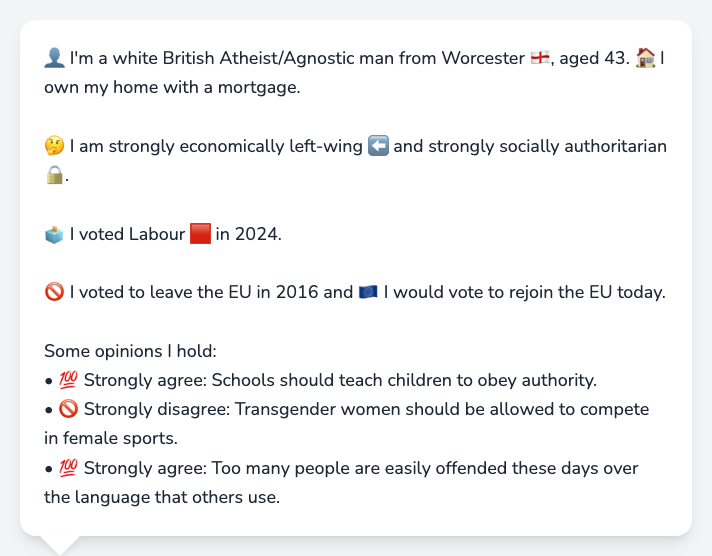 👤 I'm a white British Atheist/Agnostic man from Worcester 🏴󠁧󠁢󠁥󠁮󠁧󠁿, aged 43. 🏠 I
own my home with a mortgage.
🤔 I am strongly economically left-wing ⬅️ and strongly socially authoritarian
🔒.
🗳️ I voted Labour 🟥 in 2024.
🚫 I voted to leave the EU in 2016 and 🇪🇺 I would vote to rejoin the EU today.
Some opinions I hold:
• 💯 Strongly agree: Schools should teach children to obey authority.
• 🚫 Strongly disagree: Transgender women should be allowed to compete
in female sports.
• 💯 Strongly agree: Too many people are easily offended these days over
the language that others use.